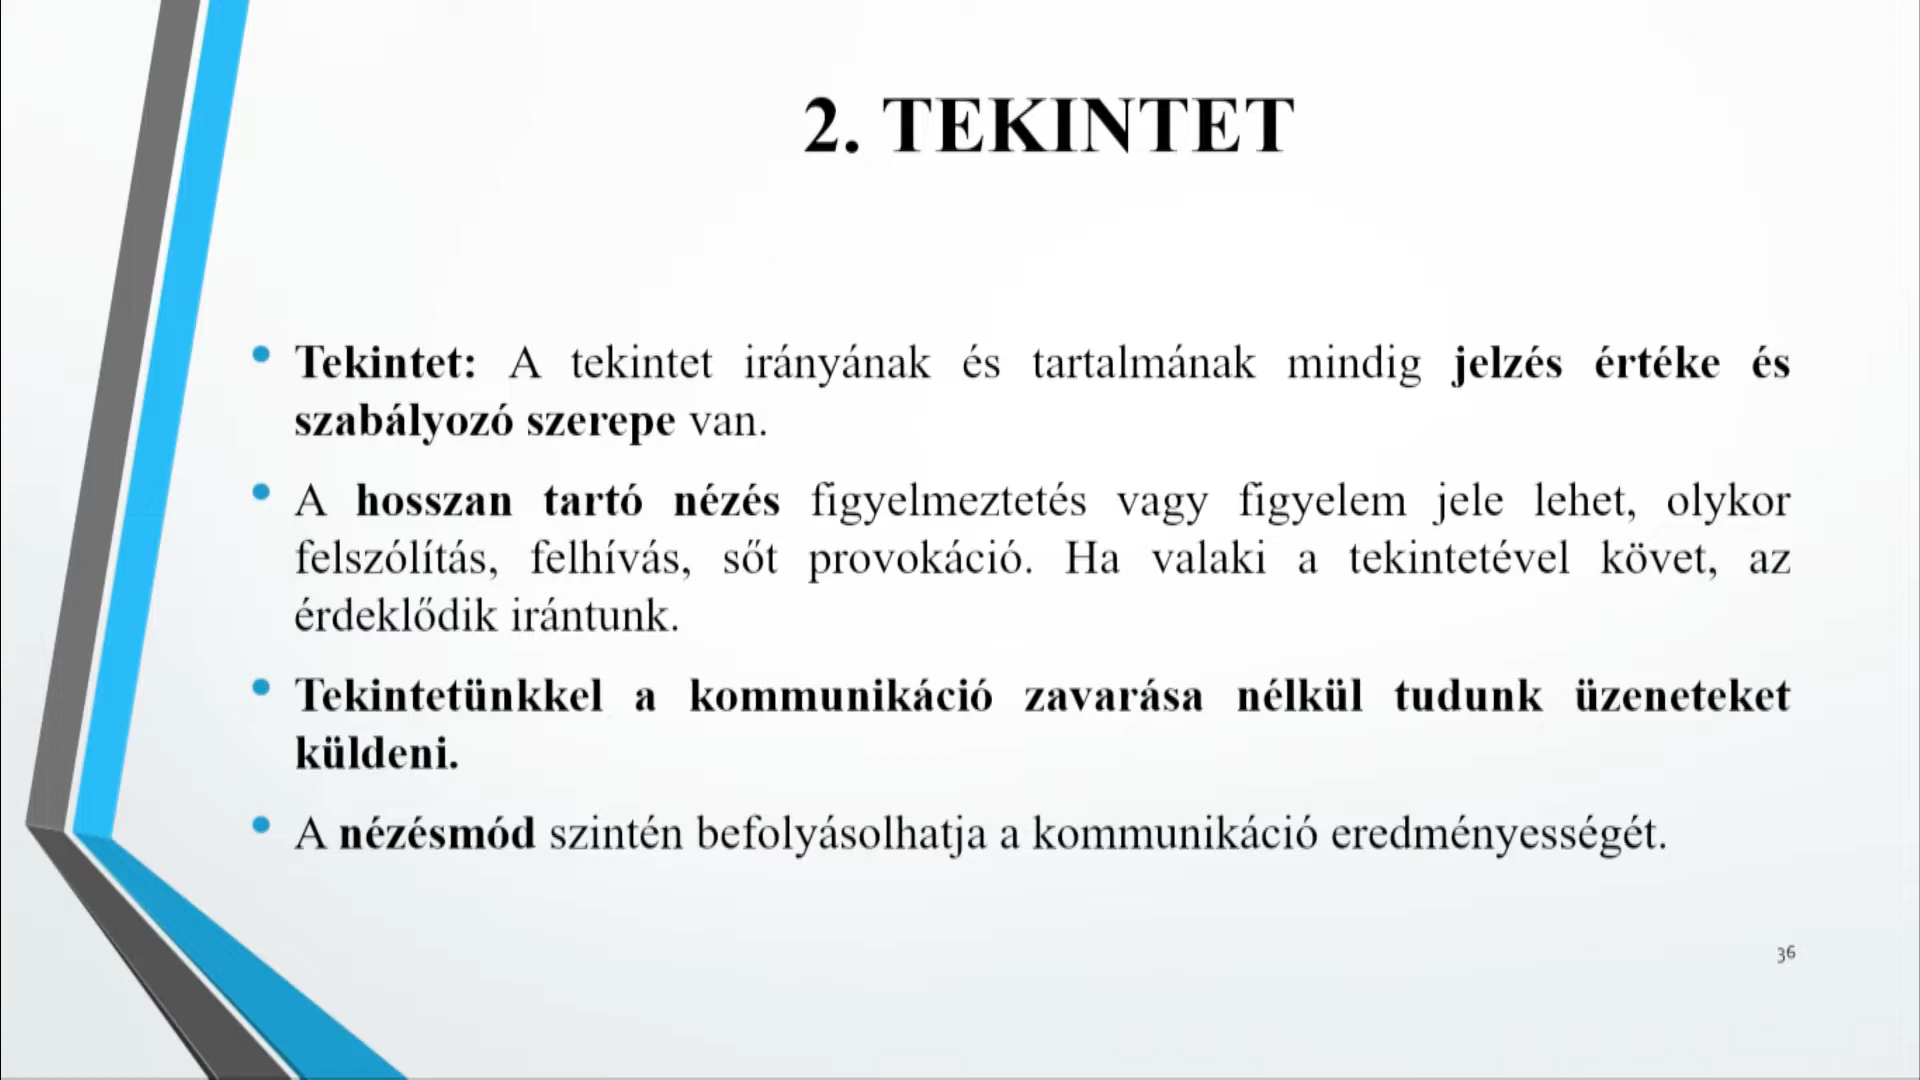 2. TEKINTET
• Tekintet: A tekintet irányának és tartalmának mindig jelzés értéke és
szabályozó szerepe van.
• A hosszan tartó nézés figyelmeztetés vagy figyelem jele lehet, olykor
felszólítás, felhívás, sőt provokáció. Ha valaki a tekintetével követ, az
érdeklődik irántunk.
• Tekintetünkkel a kommunikáció zavarása nélkül tudunk üzeneteket
küldeni.
• A nézésmód szintén befolyásolhatja a kommunikáció eredményességét.
36